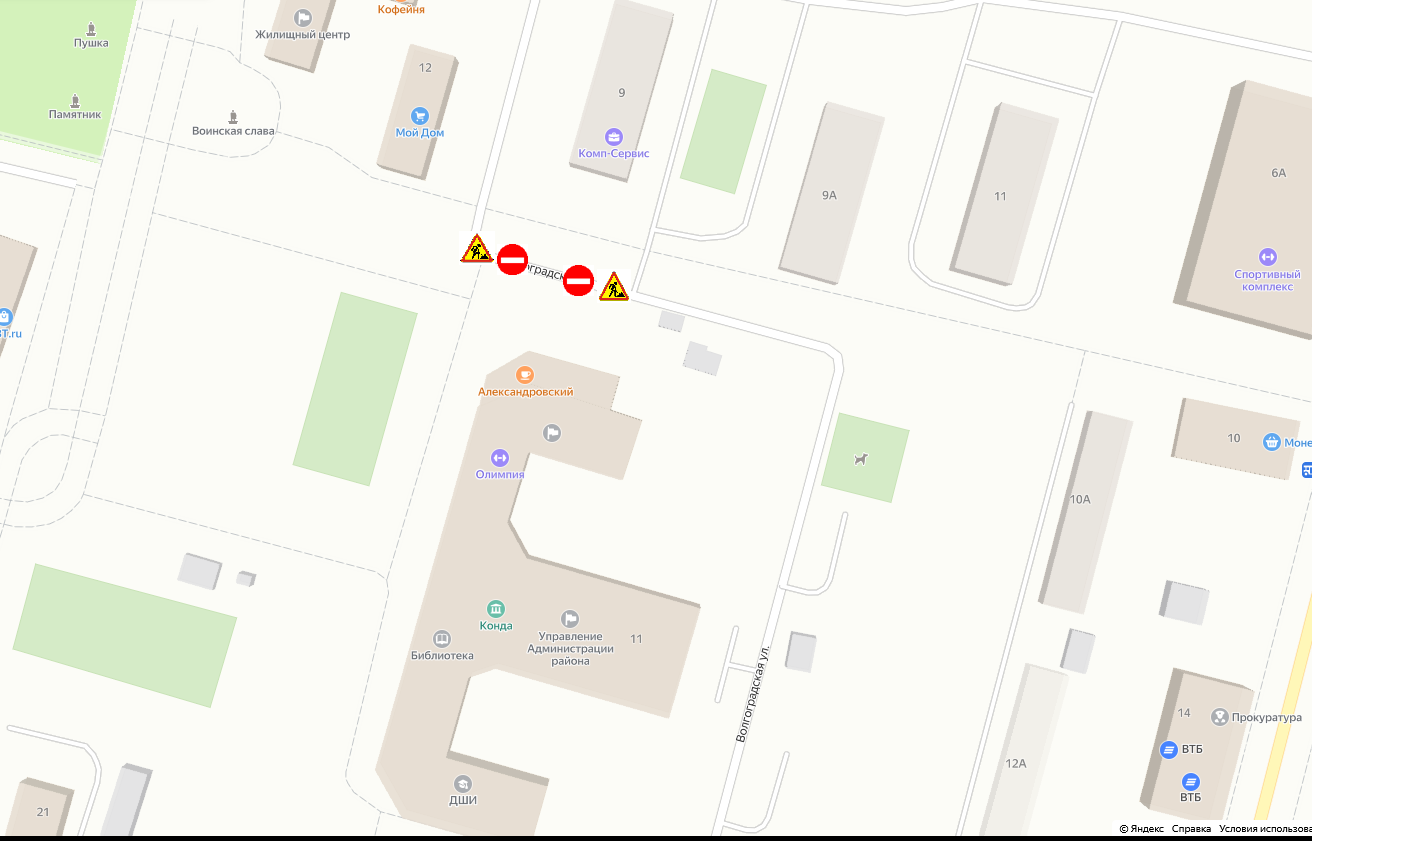 Кофейня
Жилищный центр
Пушка
12
9
Памятник
Воинская слава
Мой Дом
Комп-Сервис
6А
9А
11
Спортивный
комплекс
Александровский
10
Олимпия
10А
Конда
Управление
Администрации
района
11
Библиотека
Волгоградская ул.
14
Прокуратура
ВТБ
12А
ДШИ
ВТБ
21
© Яндекс Справка Условия использова